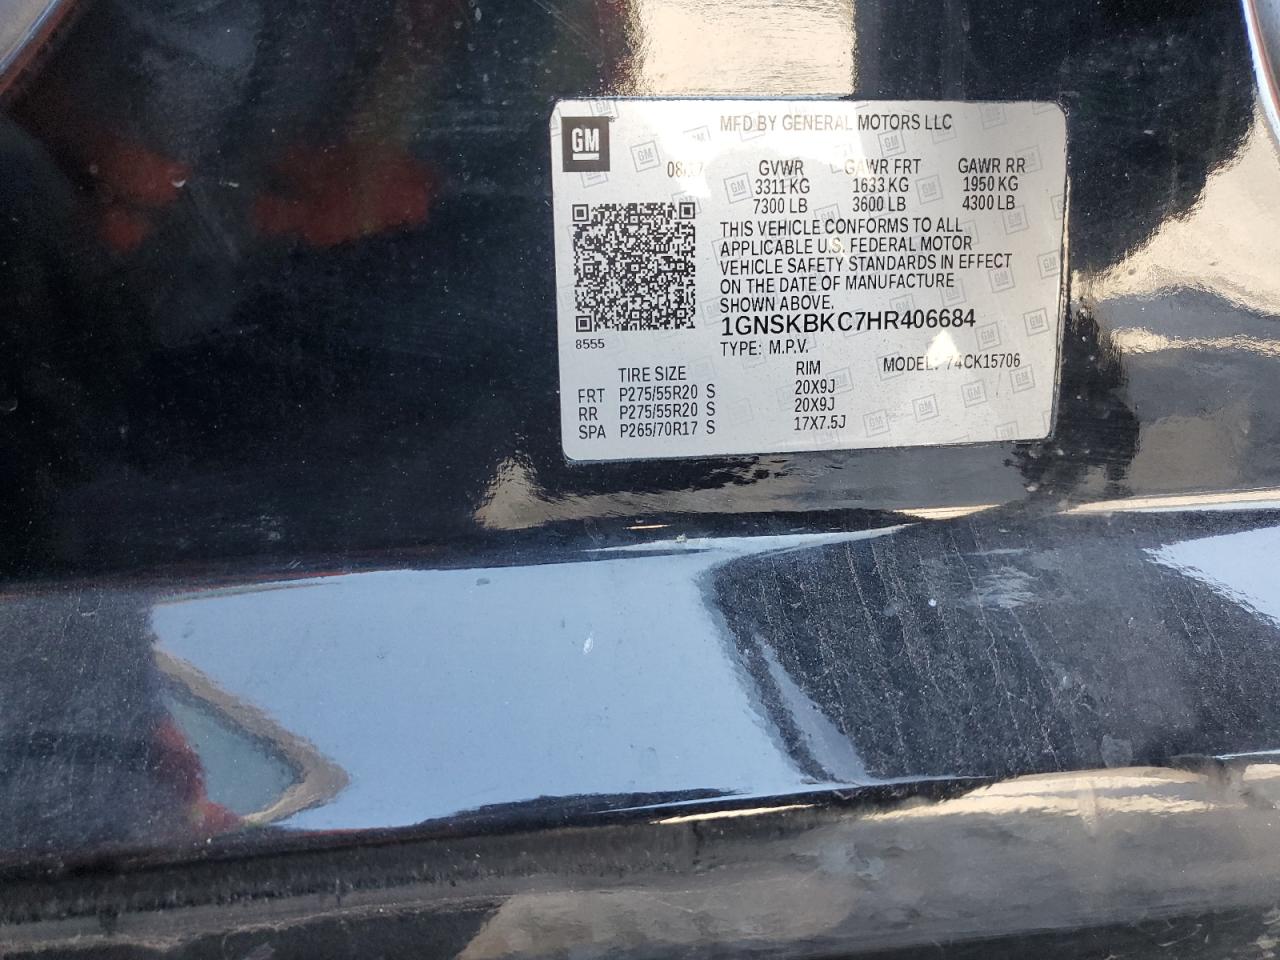 GM
MFD BY GENERAL MOTORS LLC
08/17 GVWR GAWR FRT GAWR RR
3311 KG 1633 KG 1950 KG
7300 LB 3600 LB 4300 LB
THIS VEHICLE CONFORMS TO ALL
APPLICABLE U.S. FEDERAL MOTOR
VEHICLE SAFETY STANDARDS IN EFFECT
ON THE DATE OF MANUFACTURE
SHOWN ABOVE.
1GNSKBKC7HR406684
8555
TYPE: M.P.V.
MODEL: 74CK15706
TIRE SIZE RIM
FRT P275/55R20 S 20X9J
RR P275/55R20 S 20X9J
SPA P265/70R17 S 17X7.5J